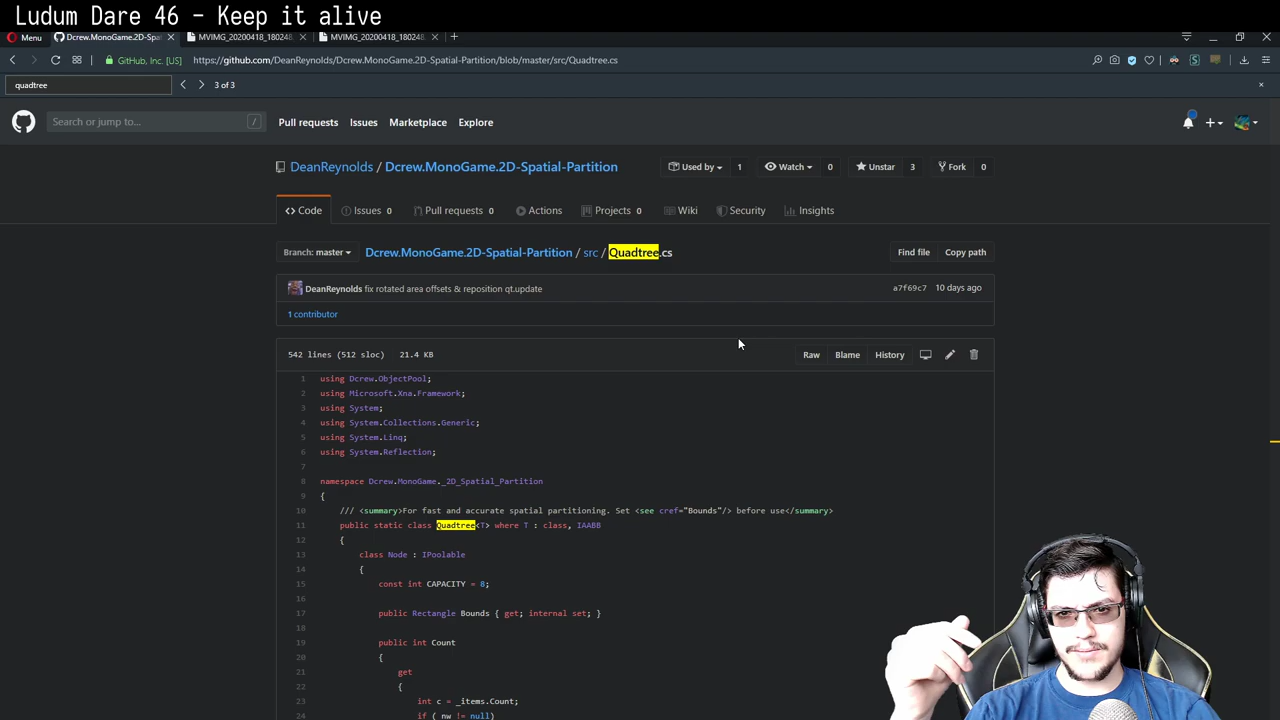 Ludum Dare 46 - Keep it alive
Menu
Dcrew.MonoGame.2D-Spat
MVIMG_20200418_180248
MVIMG_20200418_180248
GitHub, Inc. [US]
https://github.com/DeanReynolds/Dcrew.MonoGame.2D-Spatial-Partition/blob/master/src/Quadtree.cs
quadtree
3 of 3
Search or jump to...
/
Pull requests
Issues
Marketplace
Explore
DeanReynolds / Dcrew.MonoGame.2D-Spatial-Partition
Used by
1
Watch
0
Unstar
3
Fork
0
Code
Issues 0
Pull requests 0
Actions
Projects 0
Wiki
Security
Insights
Branch: master
Dcrew.MonoGame.2D-Spatial-Partition / src / Quadtree.cs
Find file
Copy path
DeanReynolds fix rotated area offsets & reposition qt.update
a7f69c7 10 days ago
1 contributor
542 lines (512 sloc) 21.4 KB
Raw
Blame
History
1 using Dcrew.ObjectPool;
2 using Microsoft.Xna.Framework;
3 using System;
4 using System.Collections.Generic;
5 using System.Linq;
6 using System.Reflection;
7
8 namespace Dcrew.MonoGame._2D_Spatial_Partition
9 {
10 /// <summary>For fast and accurate spatial partitioning. Set <see cref="Bounds"/> before use</summary>
11 public static class Quadtree<T> where T : class, IAABB
12 {
13 class Node : IPoolable
14 {
15 const int CAPACITY = 8;
16
17 public Rectangle Bounds { get; internal set; }
18
19 public int Count
20 {
21 get
22 {
23 int c = _items.Count;
24 if (_nw != null)